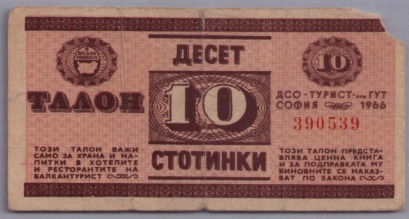 БАЛКАНТУРИСТ
ДЕСЕТ
10
ТАЛОН
10
ДСО - ТУРИСТ - ГУТ
СОФИЯ 1966
390539
ТОЗИ ТАЛОН ВАЖИ
САМО ЗА ХРАНА И НА-
ПИТКИ В ХОТЕЛИТЕ
И РЕСТОРАНТИТЕ НА
БАЛКАНТУРИСТ
СТОТИНКИ
ТОЗИ ТАЛОН ПРЕДСТА-
ВЛЯВА ЦЕННА КНИГА
И ЗА ПОДПРАВКАТА МУ
ВИНОВНИТЕ СЕ НАКАЗ-
ВАТ ПО ЗАКОНА